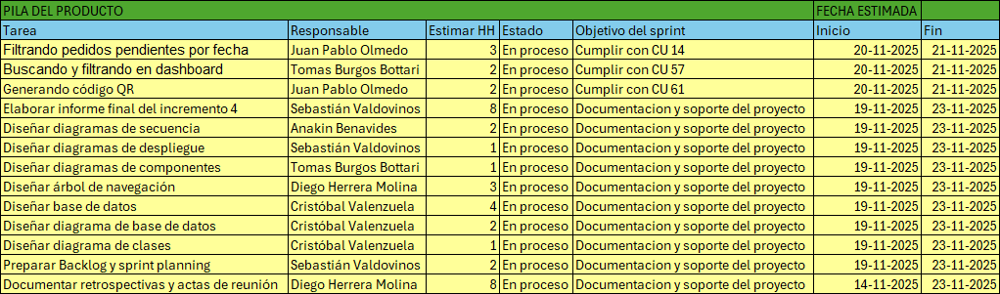 PILA DEL PRODUCTO FECHA ESTIMADA
Tarea Responsable Estimar HH Estado Objetivo del sprint Inicio Fin
Filtrando pedidos pendientes por fecha Juan Pablo Olmedo 3 En proceso Cumplir con CU 14 20-11-2025 21-11-2025
Buscando y filtrando en dashboard Tomas Burgos Bottari 2 En proceso Cumplir con CU 57 20-11-2025 21-11-2025
Generando código QR Juan Pablo Olmedo 2 En proceso Cumplir con CU 61 20-11-2025 21-11-2025
Elaborar informe final del incremento 4 Sebastián Valdovinos 8 En proceso Documentacion y soporte del proyecto 19-11-2025 23-11-2025
Diseñar diagramas de secuencia Anakin Benavides 2 En proceso Documentacion y soporte del proyecto 19-11-2025 23-11-2025
Diseñar diagramas de despliegue Sebastián Valdovinos 1 En proceso Documentacion y soporte del proyecto 19-11-2025 23-11-2025
Diseñar diagramas de componentes Tomas Burgos Bottari 1 En proceso Documentacion y soporte del proyecto 19-11-2025 23-11-2025
Diseñar árbol de navegación Diego Herrera Molina 3 En proceso Documentacion y soporte del proyecto 19-11-2025 23-11-2025
Diseñar base de datos Cristóbal Valenzuela 4 En proceso Documentacion y soporte del proyecto 19-11-2025 23-11-2025
Diseñar diagrama de base de datos Cristóbal Valenzuela 2 En proceso Documentacion y soporte del proyecto 19-11-2025 23-11-2025
Diseñar diagrama de clases Cristóbal Valenzuela 1 En proceso Documentacion y soporte del proyecto 19-11-2025 23-11-2025
Preparar Backlog y sprint planning Sebastián Valdovinos 2 En proceso Documentacion y soporte del proyecto 19-11-2025 23-11-2025
Documentar retrospectivas y actas de reunión Diego Herrera Molina 8 En proceso Documentacion y soporte del proyecto 14-11-2025 23-11-2025